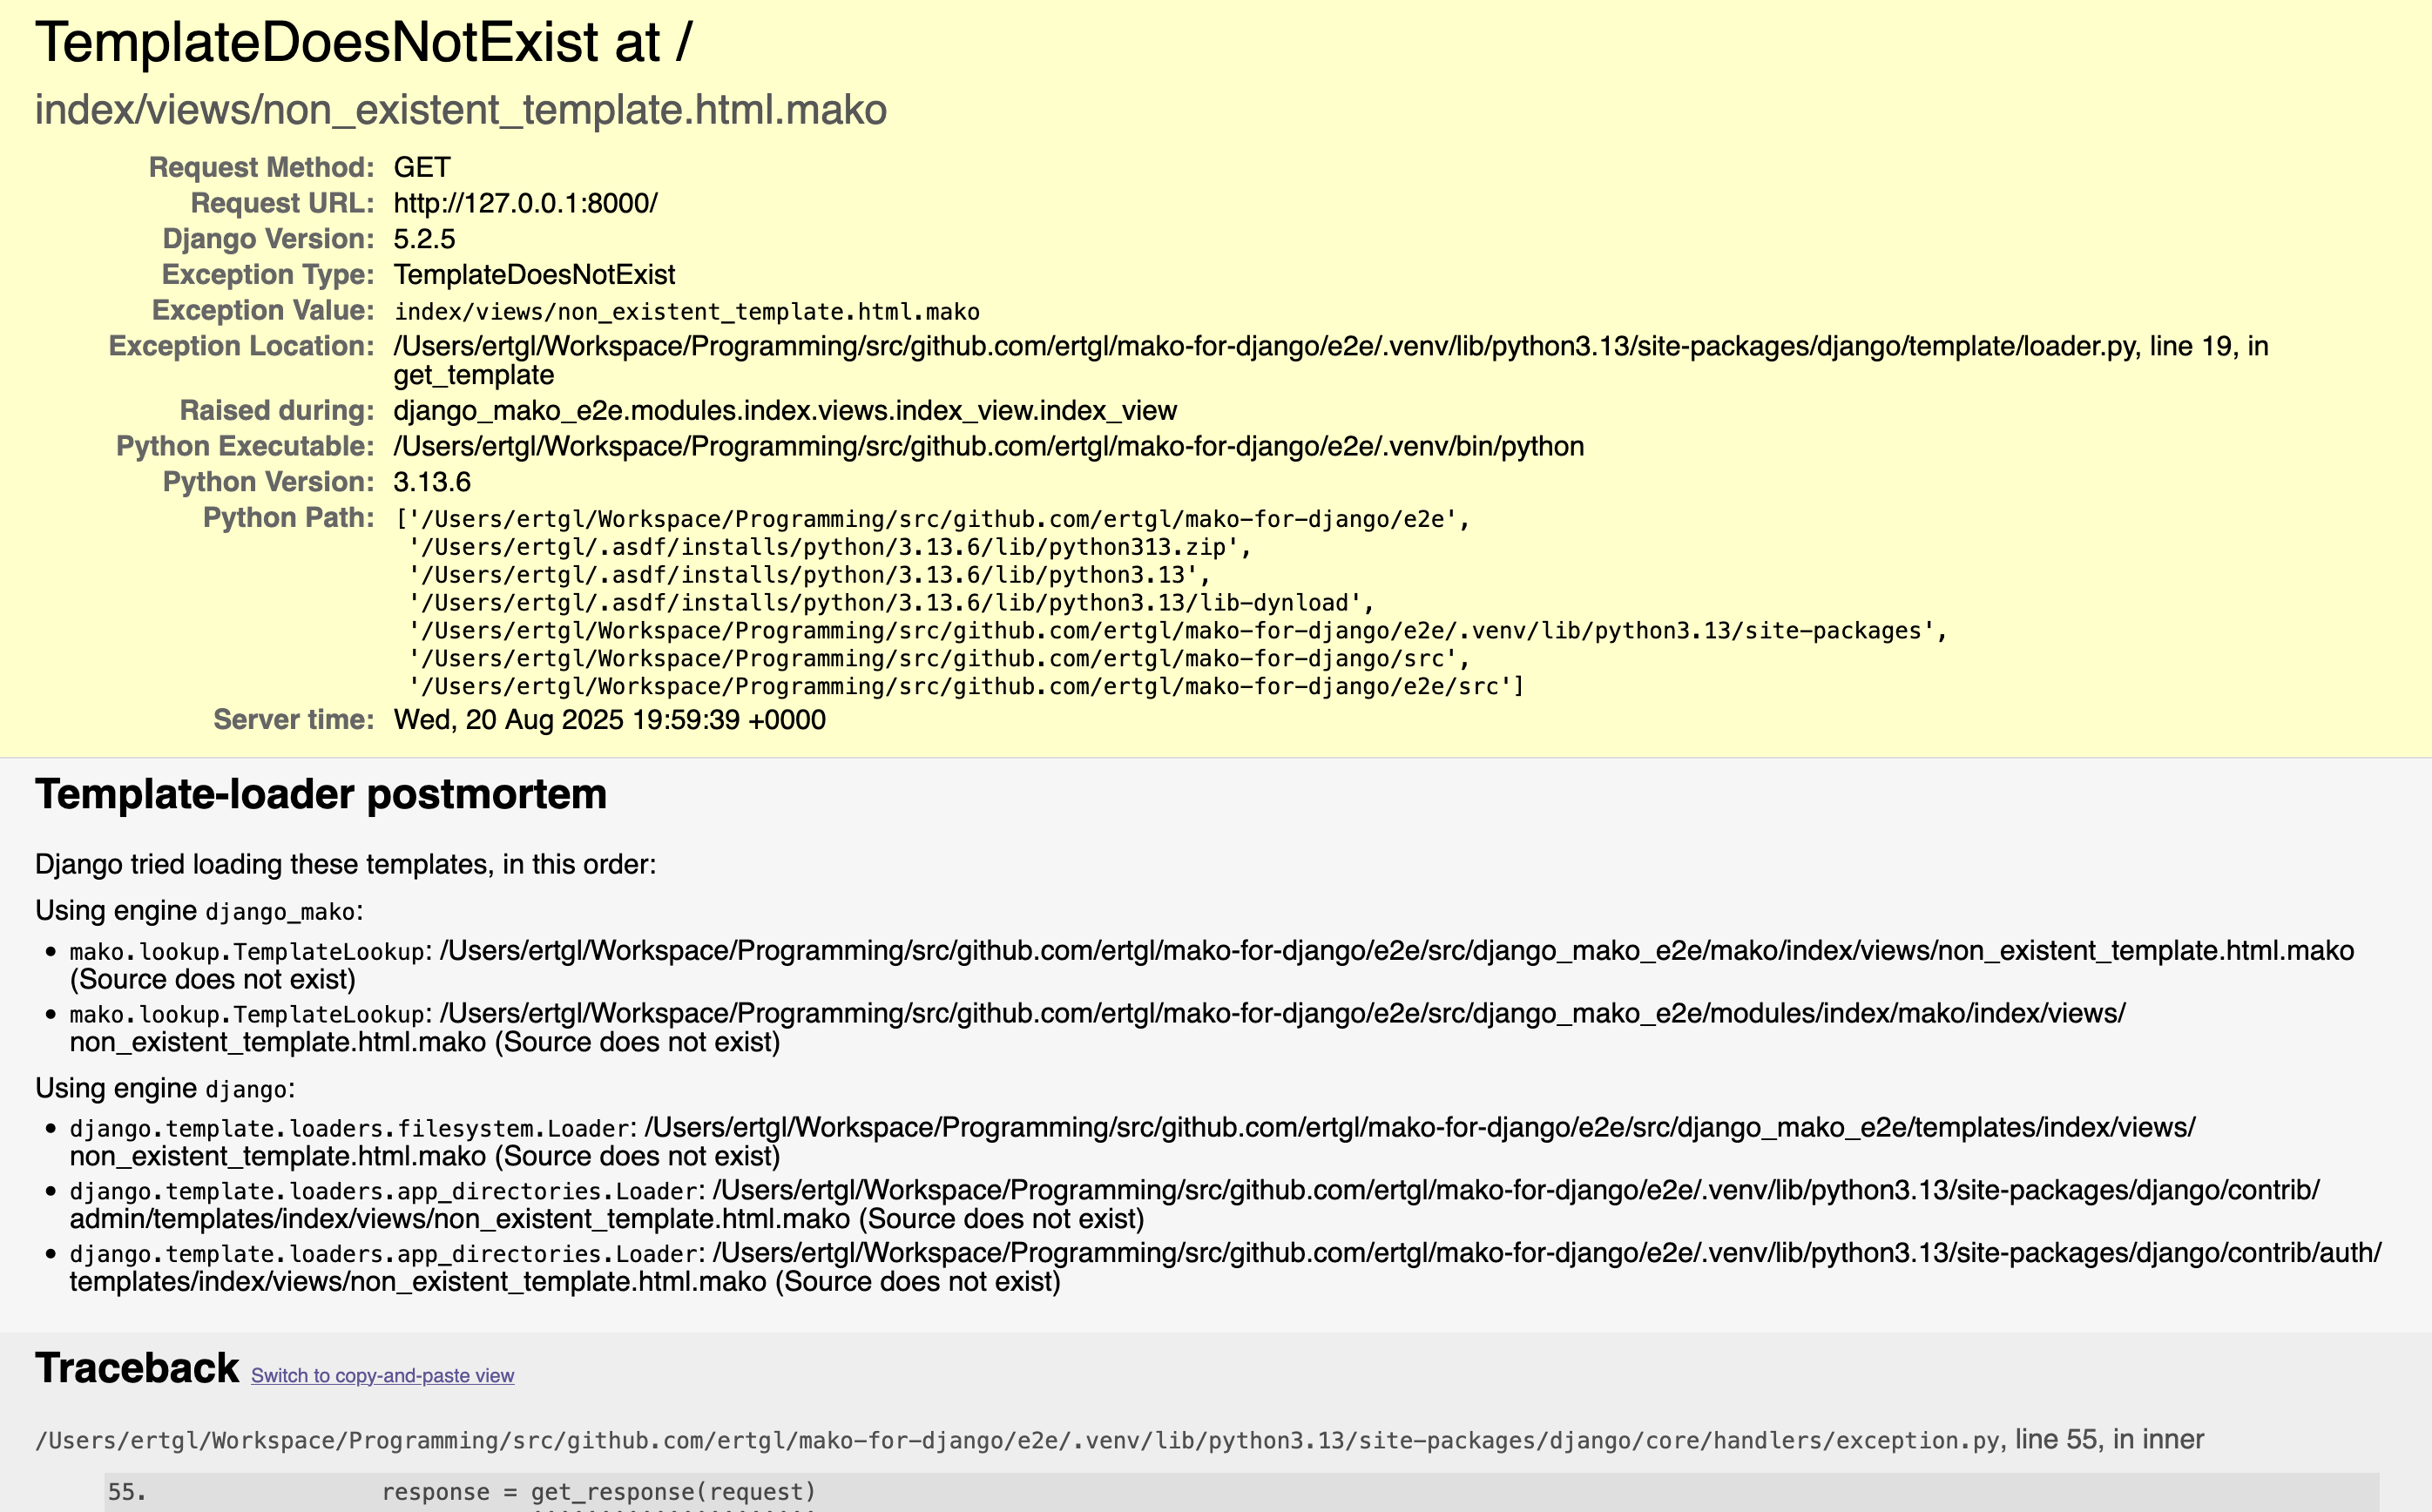 TemplateDoesNotExist at /
index/views/non_existent_template.html.mako
Request Method: GET
Request URL: http://127.0.0.1:8000/
Django Version: 5.2.5
Exception Type: TemplateDoesNotExist
Exception Value: index/views/non_existent_template.html.mako
Exception Location: /Users/ertgl/Workspace/Programming/src/github.com/ertgl/mako-for-django/e2e/.venv/lib/python3.13/site-packages/django/template/loader.py, line 19, in
get_template
Raised during: django_mako_e2e.modules.index.views.index_view.index_view
Python Executable: /Users/ertgl/Workspace/Programming/src/github.com/ertgl/mako-for-django/e2e/.venv/bin/python
Python Version: 3.13.6
Python Path: ['/Users/ertgl/Workspace/Programming/src/github.com/ertgl/mako-for-django/e2e',
'/Users/ertgl/.asdf/installs/python/3.13.6/lib/python313.zip',
'/Users/ertgl/.asdf/installs/python/3.13.6/lib/python3.13',
'/Users/ertgl/.asdf/installs/python/3.13.6/lib/python3.13/lib-dynload',
'/Users/ertgl/Workspace/Programming/src/github.com/ertgl/mako-for-django/e2e/.venv/lib/python3.13/site-packages',
'/Users/ertgl/Workspace/Programming/src/github.com/ertgl/mako-for-django/src',
'/Users/ertgl/Workspace/Programming/src/github.com/ertgl/mako-for-django/e2e/src']
Server time: Wed, 20 Aug 2025 19:59:39 +0000
Template-loader postmortem
Django tried loading these templates, in this order:
Using engine django_mako:
• mako.lookup.TemplateLookup: /Users/ertgl/Workspace/Programming/src/github.com/ertgl/mako-for-django/e2e/src/django_mako_e2e/mako/index/views/non_existent_template.html.mako
(Source does not exist)
• mako.lookup.TemplateLookup: /Users/ertgl/Workspace/Programming/src/github.com/ertgl/mako-for-django/e2e/src/django_mako_e2e/modules/index/mako/index/views/
non_existent_template.html.mako (Source does not exist)
Using engine django:
• django.template.loaders.filesystem.Loader: /Users/ertgl/Workspace/Programming/src/github.com/ertgl/mako-for-django/e2e/src/django_mako_e2e/templates/index/views/
non_existent_template.html.mako (Source does not exist)
• django.template.loaders.app_directories.Loader: /Users/ertgl/Workspace/Programming/src/github.com/ertgl/mako-for-django/e2e/.venv/lib/python3.13/site-packages/django/contrib/
admin/templates/index/views/non_existent_template.html.mako (Source does not exist)
• django.template.loaders.app_directories.Loader: /Users/ertgl/Workspace/Programming/src/github.com/ertgl/mako-for-django/e2e/.venv/lib/python3.13/site-packages/django/contrib/auth/
templates/index/views/non_existent_template.html.mako (Source does not exist)
Traceback Switch to copy-and-paste view
/Users/ertgl/Workspace/Programming/src/github.com/ertgl/mako-for-django/e2e/.venv/lib/python3.13/site-packages/django/core/handlers/exception.py, line 55, in inner
55. response = get_response(request)